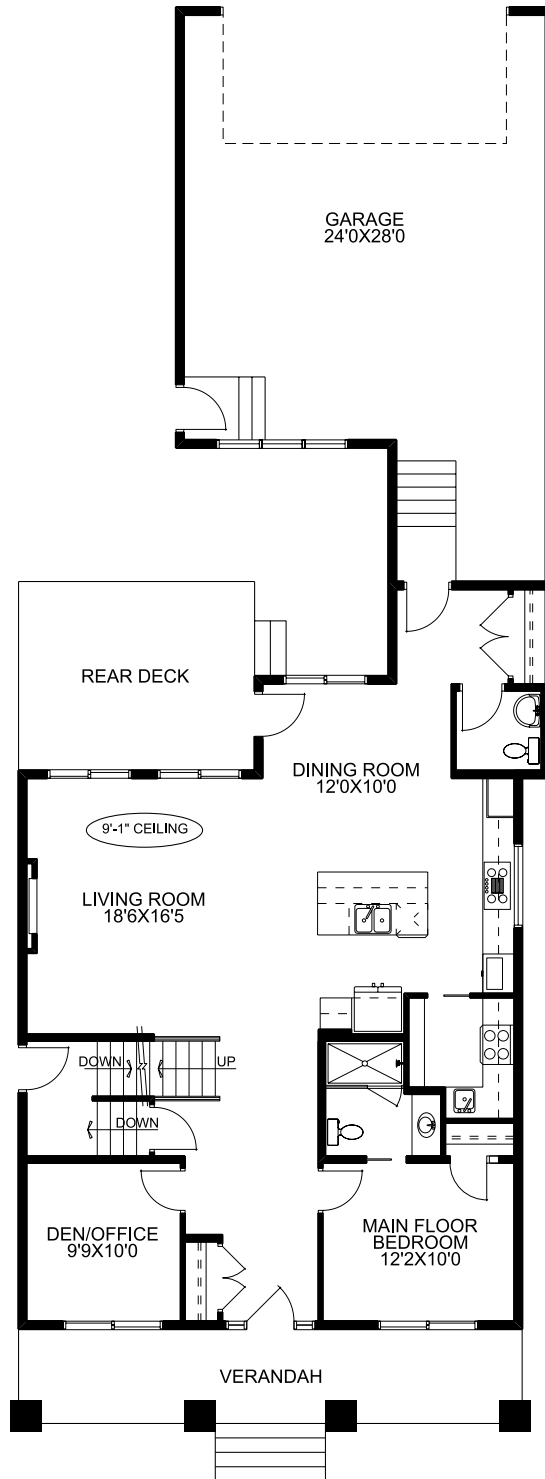 GARAGE
24'0X28'0
REAR DECK
DINING ROOM
12'0X10'0
9'-1" CEILING
LIVING ROOM
18'6X16'5
DOWN
UP
DOWN
DEN/OFFICE
9'9X10'0
MAIN FLOOR
BEDROOM
12'2X10'0
VERANDAH